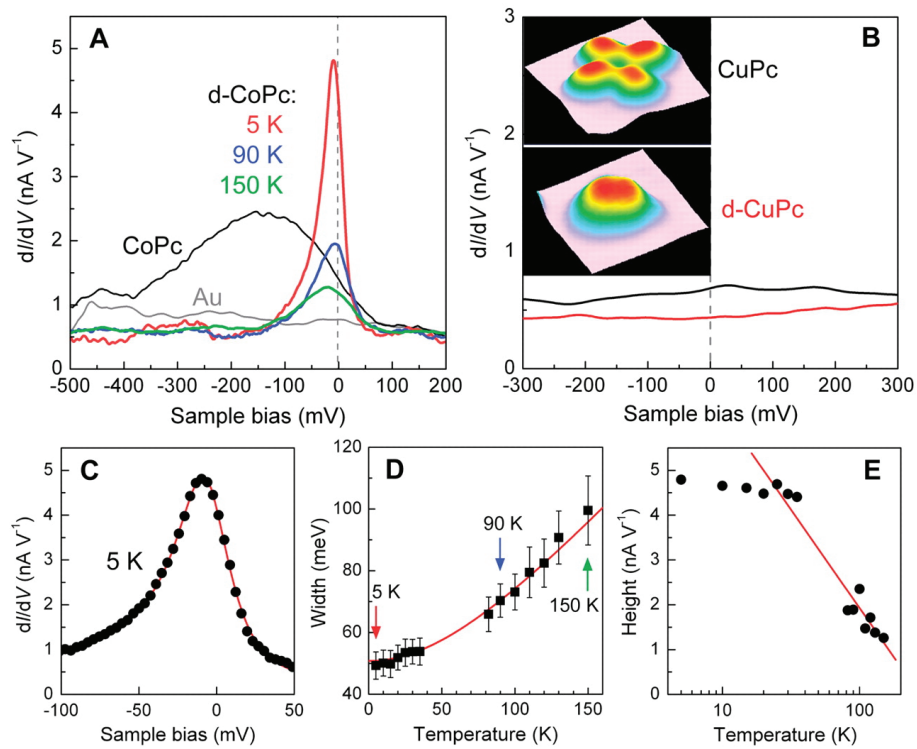 A
d-CoPc:
5 K
90 K
150 K
CoPc
Au
5
4
3
2
1
0
-500 -400 -300 -200 -100 0 100 200
Sample bias (mV)
dI/dV (nA V⁻¹)
B
CuPc
d-CuPc
3
2
3
1
0
-300 -200 -100 0 100 200 300
Sample bias (mV)
dI/dV (nA V⁻¹)
C
5 K
5
4
3
2
1
0
-100 -50 0 50
Sample bias (mV)
dI/dV (nA V⁻¹)
D
5 K
90 K
150 K
120
100
80
60
40
0 50 100 150
Temperature (K)
Width (meV)
E
5
4
3
2
1
0
10 100
Temperature (K)
Height (nA V⁻¹)